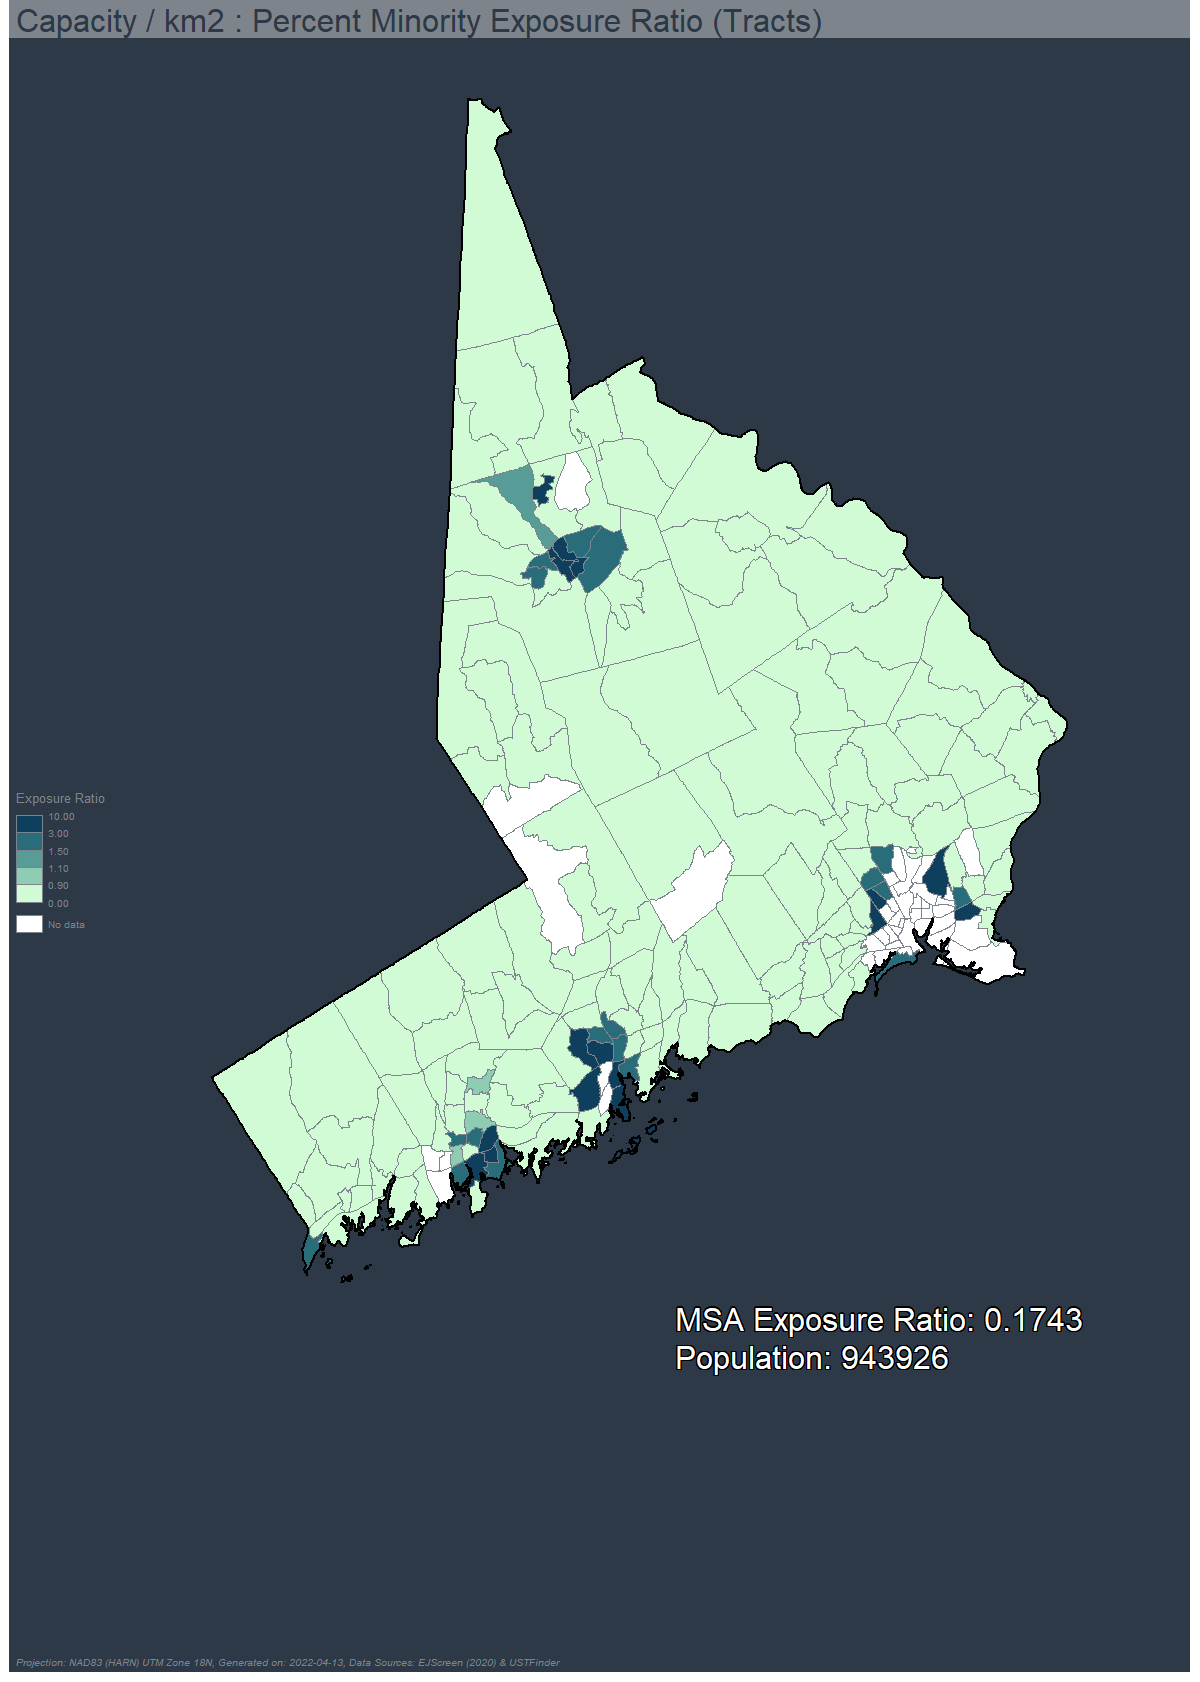 Capacity / km2 : Percent Minority Exposure Ratio (Tracts)
Exposure Ratio
10.00
3.00
1.50
1.10
0.90
0.00
No data
MSA Exposure Ratio: 0.1743
Population: 943926
Projection: NAD83 (HARN) UTM Zone 18N, Generated on: 2022-04-13, Data Sources: EJScreen (2020) & USTFinder